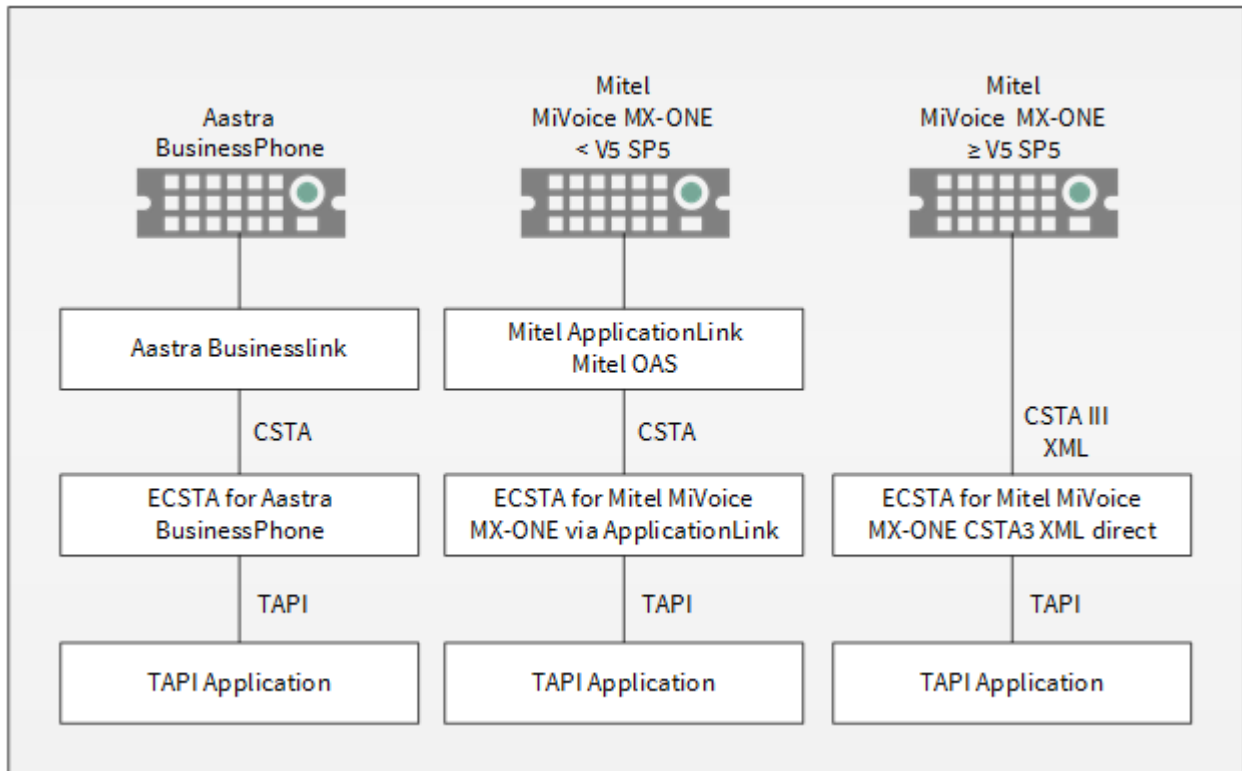 Aastra
BusinessPhone
Mitel
MiVoice MX-ONE
< V5 SP5
Mitel
MiVoice MX-ONE
≥ V5 SP5
Aastra Businesslink
Mitel ApplicationLink
Mitel OAS
CSTA
CSTA
CSTA III
XML
ECSTA for Aastra
BusinessPhone
ECSTA for Mitel MiVoice
MX-ONE via ApplicationLink
ECSTA for Mitel MiVoice
MX-ONE CSTA3 XML direct
TAPI
TAPI
TAPI
TAPI Application
TAPI Application
TAPI Application